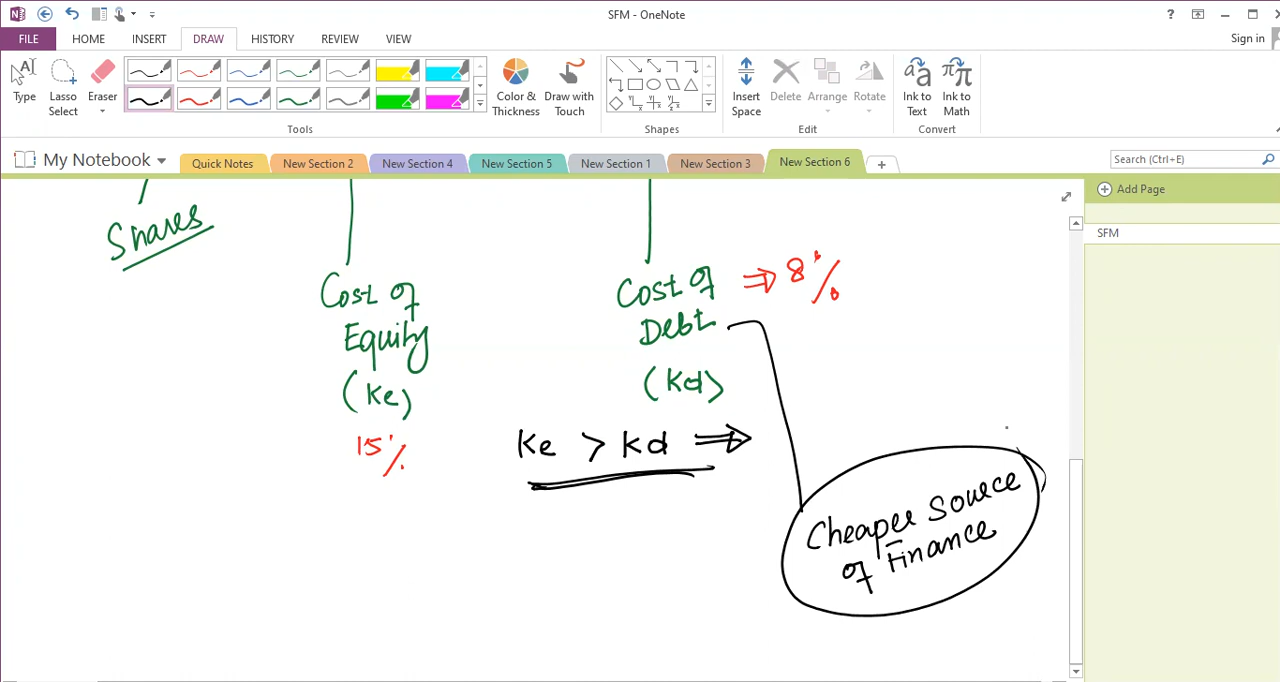 SFM - OneNote
?
Sign in
FILE HOME INSERT DRAW HISTORY REVIEW VIEW
Type
Lasso Select
Eraser
Color & Thickness
Draw with Touch
Insert Space
Delete
Arrange
Rotate
Ink to Text
Ink to Math
Tools
Shapes
Edit
Convert
My Notebook
Quick Notes
New Section 2
New Section 4
New Section 5
New Section 1
New Section 3
New Section 6
Search (Ctrl+E)
Add Page
SFM
Shares
Cost of
Equity
(Ke)
15%
Cost of ⇒ 8%
Debt
(Kd)
Ke > Kd ⇒
Cheaper Source
of Finance